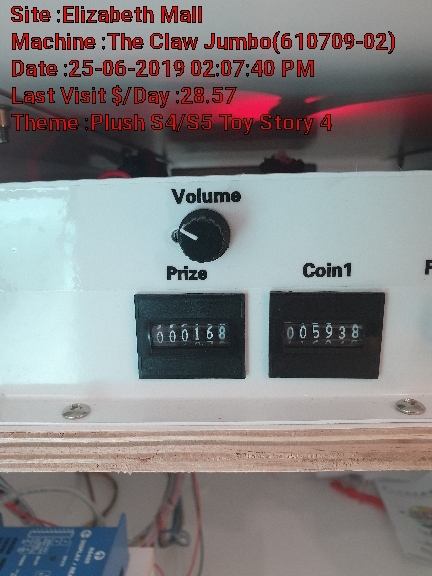 Site :Elizabeth Mall
Machine :The Claw Jumbo(610709-02)
Date :25-06-2019 02:07:40 PM
Last Visit $/Day :28.57
Theme :Plush S4/S5 Toy Story 4
Volume
Prize
Coin1
000168
005938